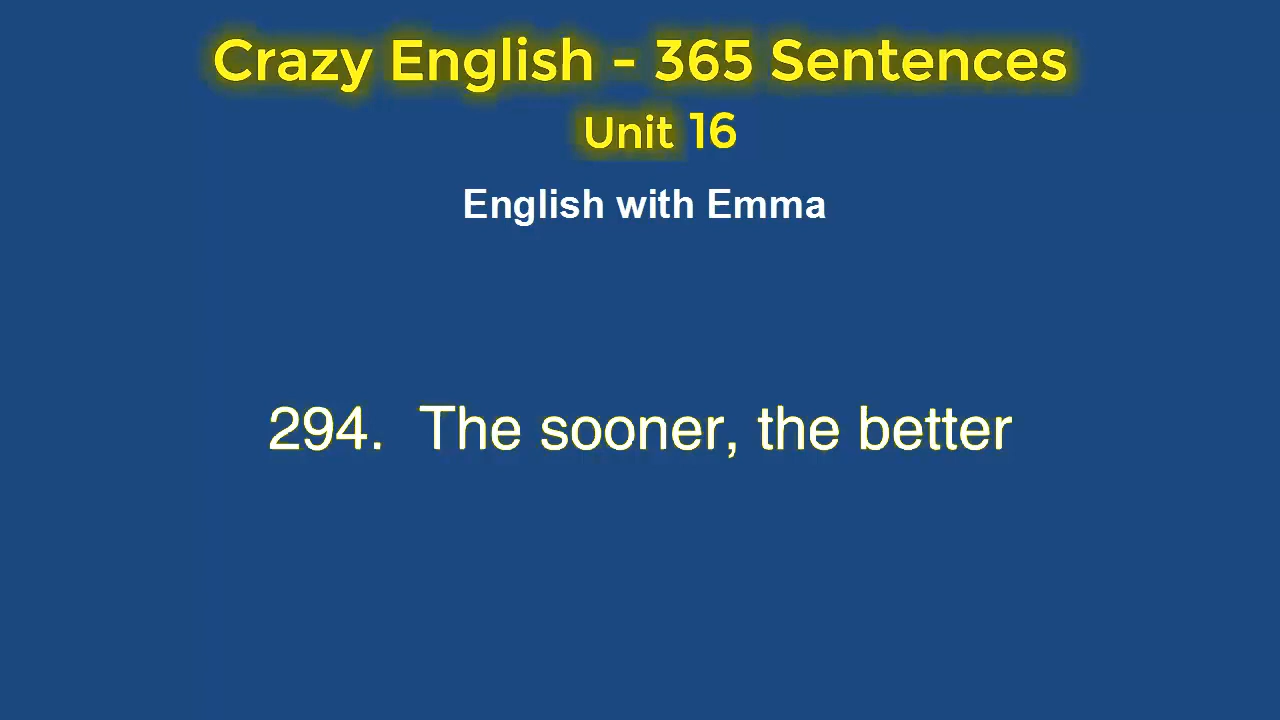 Crazy English - 365 Sentences
Unit 16
English with Emma
294. The sooner, the better